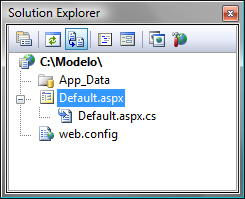 Solution Explorer
C:\Modelo\
App_Data
Default.aspx
Default.aspx.cs
web.config